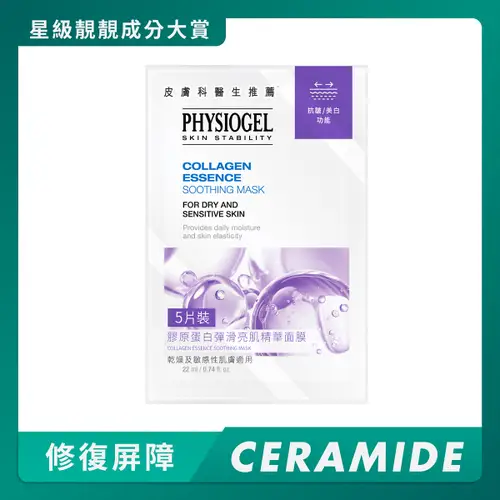 星級靚靚成分大賞
皮膚科醫生推薦
抗皺/美白
功能
PHYSIOGEL
SKIN STABILITY
COLLAGEN
ESSENCE
SOOTHING MASK
FOR DRY AND
SENSITIVE SKIN
Provides daily moisture
and skin elasticity
5片裝
膠原蛋白彈滑亮肌精華面膜
COLLAGEN ESSENCE SOOTHING MASK
乾燥及敏感性肌膚適用
22 ml / 0.74 fl oz.
修復屏障
CERAMIDE